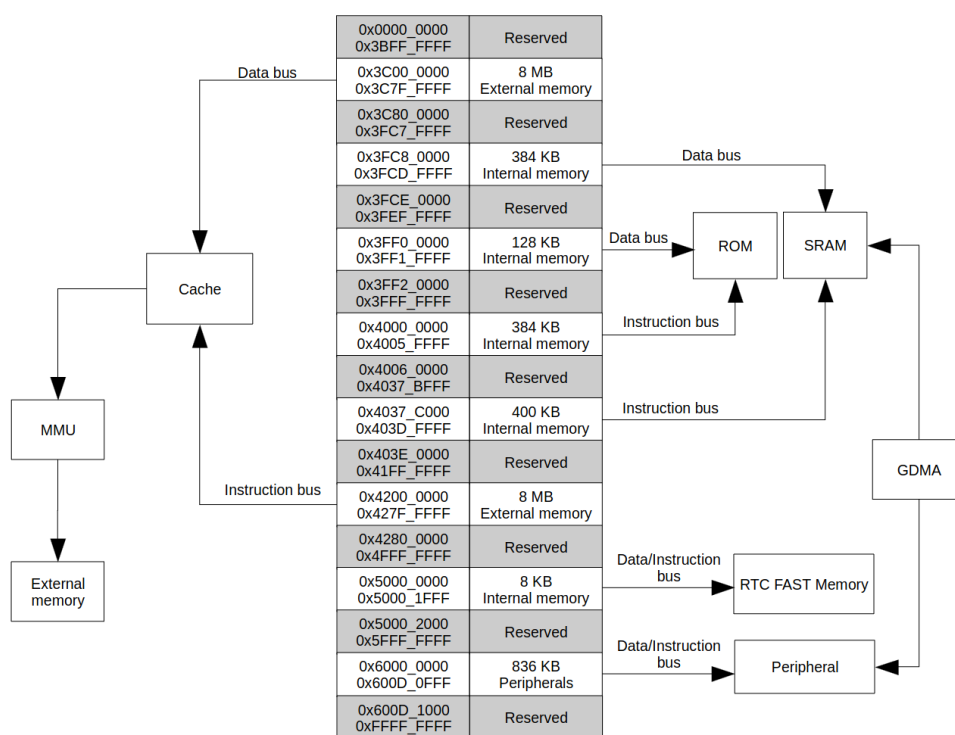 0x0000_0000
0x3BFF_FFFF
Reserved
Data bus
0x3C00_0000
0x3C7F_FFFF
8 MB
External memory
0x3C80_0000
0x3FC7_FFFF
Reserved
0x3FC8_0000
0x3FCD_FFFF
384 KB
Internal memory
Data bus
0x3FCE_0000
0x3FEF_FFFF
Reserved
0x3FF0_0000
0x3FF1_FFFF
128 KB
Internal memory
Data bus
ROM
SRAM
Cache
0x3FF2_0000
0x3FFF_FFFF
Reserved
0x4000_0000
0x4005_FFFF
384 KB
Internal memory
Instruction bus
0x4006_0000
0x4037_BFFF
Reserved
MMU
0x4037_C000
0x403D_FFFF
400 KB
Internal memory
Instruction bus
0x403E_0000
0x41FF_FFFF
Reserved
GDMA
Instruction bus
0x4200_0000
0x427F_FFFF
8 MB
External memory
0x4280_0000
0x4FFF_FFFF
Reserved
External
memory
0x5000_0000
0x5000_1FFF
8 KB
Internal memory
Data/Instruction
bus
RTC FAST Memory
0x5000_2000
0x5FFF_FFFF
Reserved
0x6000_0000
0x600D_0FFF
836 KB
Peripherals
Data/Instruction
bus
Peripheral
0x600D_1000
0xFFFF_FFFF
Reserved